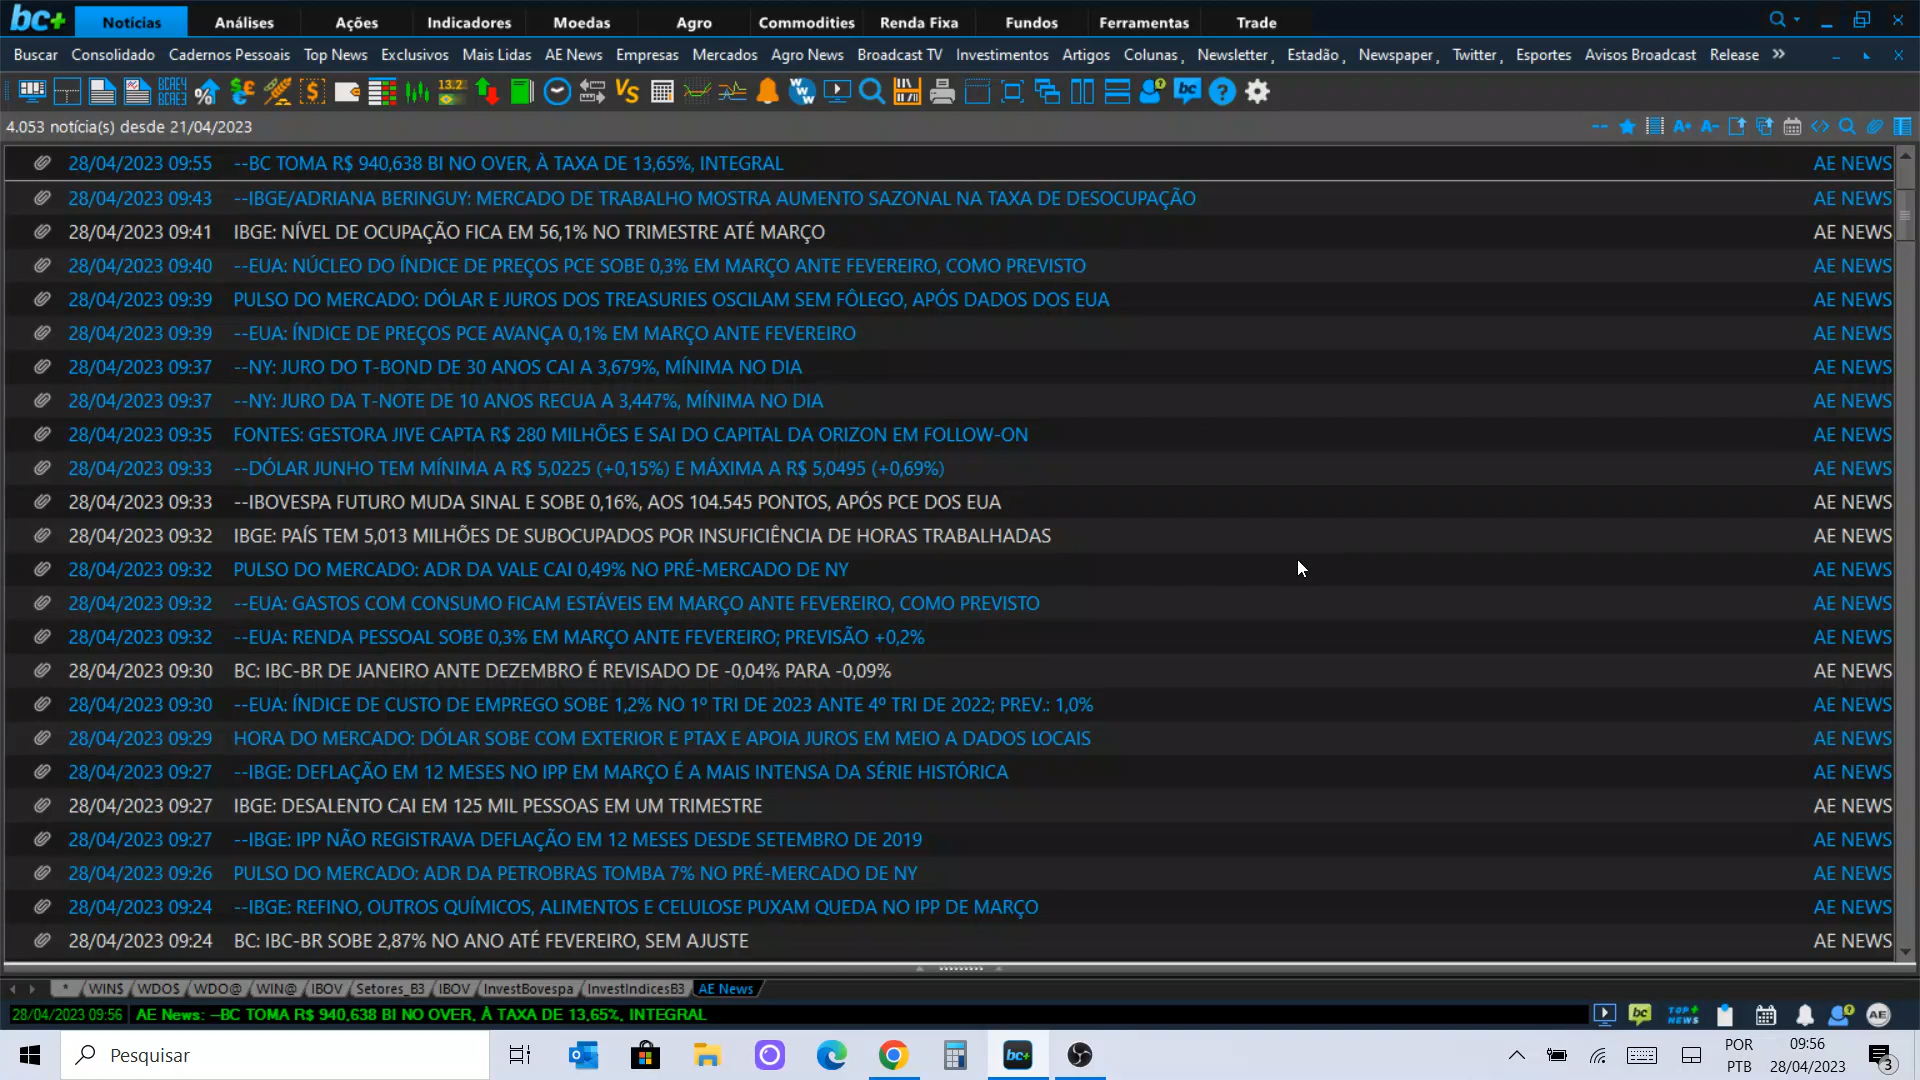 bc+ Notícias Análises Ações Indicadores Moedas Agro Commodities Renda Fixa Fundos Ferramentas Trade
Buscar Consolidado Cadernos Pessoais Top News Exclusivos Mais Lidas AE News Empresas Mercados Agro News Broadcast TV Investimentos Artigos Colunas, Newsletter, Estadão, Newspaper, Twitter, Esportes Avisos Broadcast Release »
4.053 notícia(s) desde 21/04/2023
28/04/2023 09:55 --BC TOMA R$ 940,638 BI NO OVER, À TAXA DE 13,65%, INTEGRAL AE NEWS
28/04/2023 09:43 --IBGE/ADRIANA BERINGUY: MERCADO DE TRABALHO MOSTRA AUMENTO SAZONAL NA TAXA DE DESOCUPAÇÃO AE NEWS
28/04/2023 09:41 IBGE: NÍVEL DE OCUPAÇÃO FICA EM 56,1% NO TRIMESTRE ATÉ MARÇO AE NEWS
28/04/2023 09:40 --EUA: NÚCLEO DO ÍNDICE DE PREÇOS PCE SOBE 0,3% EM MARÇO ANTE FEVEREIRO, COMO PREVISTO AE NEWS
28/04/2023 09:39 PULSO DO MERCADO: DÓLAR E JUROS DOS TREASURIES OSCILAM SEM FÔLEGO, APÓS DADOS DOS EUA AE NEWS
28/04/2023 09:39 --EUA: ÍNDICE DE PREÇOS PCE AVANÇA 0,1% EM MARÇO ANTE FEVEREIRO AE NEWS
28/04/2023 09:37 --NY: JURO DO T-BOND DE 30 ANOS CAI A 3,679%, MÍNIMA NO DIA AE NEWS
28/04/2023 09:37 --NY: JURO DA T-NOTE DE 10 ANOS RECUA A 3,447%, MÍNIMA NO DIA AE NEWS
28/04/2023 09:35 FONTES: GESTORA JIVE CAPTA R$ 280 MILHÕES E SAI DO CAPITAL DA ORIZON EM FOLLOW-ON AE NEWS
28/04/2023 09:33 --DÓLAR JUNHO TEM MÍNIMA A R$ 5,0225 (+0,15%) E MÁXIMA A R$ 5,0495 (+0,69%) AE NEWS
28/04/2023 09:33 --IBOVESPA FUTURO MUDA SINAL E SOBE 0,16%, AOS 104.545 PONTOS, APÓS PCE DOS EUA AE NEWS
28/04/2023 09:32 IBGE: PAÍS TEM 5,013 MILHÕES DE SUBOCUPADOS POR INSUFICIÊNCIA DE HORAS TRABALHADAS AE NEWS
28/04/2023 09:32 PULSO DO MERCADO: ADR DA VALE CAI 0,49% NO PRÉ-MERCADO DE NY AE NEWS
28/04/2023 09:32 --EUA: GASTOS COM CONSUMO FICAM ESTÁVEIS EM MARÇO ANTE FEVEREIRO, COMO PREVISTO AE NEWS
28/04/2023 09:32 --EUA: RENDA PESSOAL SOBE 0,3% EM MARÇO ANTE FEVEREIRO; PREVISÃO +0,2% AE NEWS
28/04/2023 09:30 BC: IBC-BR DE JANEIRO ANTE DEZEMBRO É REVISADO DE -0,04% PARA -0,09% AE NEWS
28/04/2023 09:30 --EUA: ÍNDICE DE CUSTO DE EMPREGO SOBE 1,2% NO 1º TRI DE 2023 ANTE 4º TRI DE 2022; PREV.: 1,0% AE NEWS
28/04/2023 09:29 HORA DO MERCADO: DÓLAR SOBE COM EXTERIOR E PTAX E APOIA JUROS EM MEIO A DADOS LOCAIS AE NEWS
28/04/2023 09:27 --IBGE: DEFLAÇÃO EM 12 MESES NO IPP EM MARÇO É A MAIS INTENSA DA SÉRIE HISTÓRICA AE NEWS
28/04/2023 09:27 IBGE: DESALENTO CAI EM 125 MIL PESSOAS EM UM TRIMESTRE AE NEWS
28/04/2023 09:27 --IBGE: IPP NÃO REGISTRAVA DEFLAÇÃO EM 12 MESES DESDE SETEMBRO DE 2019 AE NEWS
28/04/2023 09:26 PULSO DO MERCADO: ADR DA PETROBRAS TOMBA 7% NO PRÉ-MERCADO DE NY AE NEWS
28/04/2023 09:24 --IBGE: REFINO, OUTROS QUÍMICOS, ALIMENTOS E CELULOSE PUXAM QUEDA NO IPP DE MARÇO AE NEWS
28/04/2023 09:24 BC: IBC-BR SOBE 2,87% NO ANO ATÉ FEVEREIRO, SEM AJUSTE AE NEWS
* WIN$ WDO$ WDO@ WIN@ IBOV Setores_B3 IBOV InvestBovespa InvestIndicesB3 AE News
28/04/2023 09:56 AE News: --BC TOMA R$ 940,638 BI NO OVER, À TAXA DE 13,65%, INTEGRAL bc TOP+ NEWS AE
Pesquisar bc+ POR 09:56
PTB 28/04/2023 3